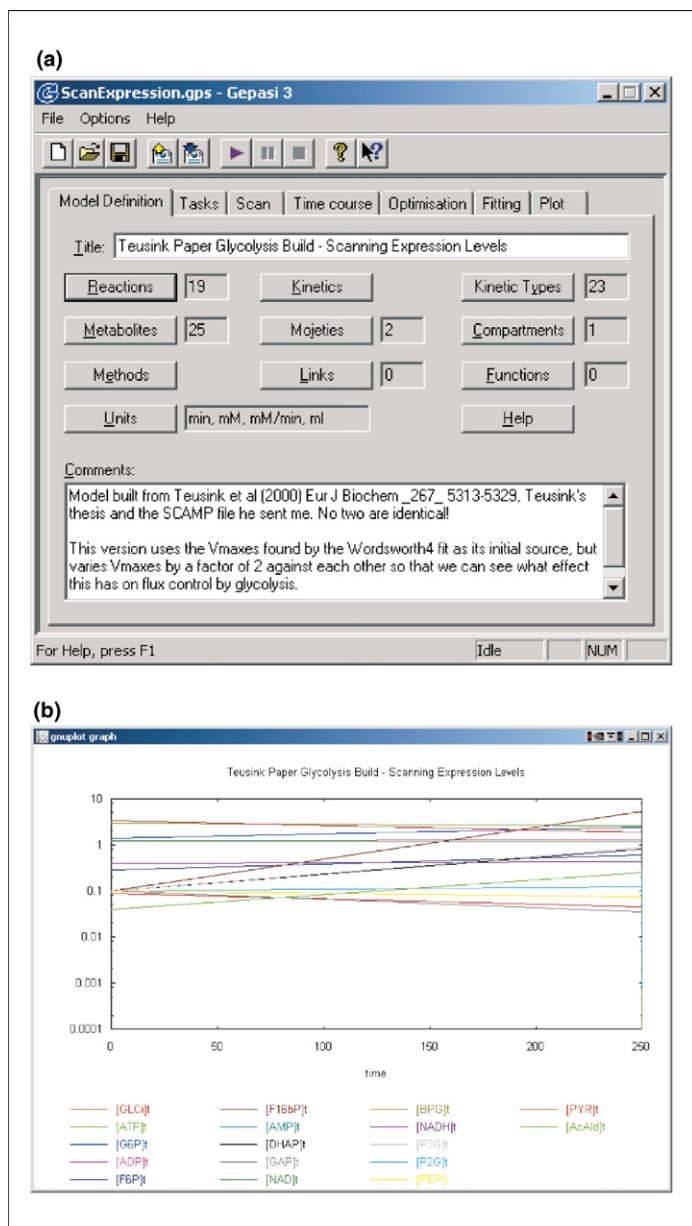 (a)
ScanExpression.gps - Gepasi 3
File Options Help
Model Definition Tasks Scan Time course Optimisation Fitting Plot
Title: Teusink Paper Glycolysis Build - Scanning Expression Levels
Reactions 19 Kinetics Kinetic Types 23
Metabolites 25 Moieties 2 Compartments 1
Methods Links 0 Functions 0
Units min, mM, mM/min, ml Help
Comments:
Model built from Teusink et al (2000) Eur J Biochem _267_ 5313-5329, Teusink's
thesis and the SCAMP file he sent me. No two are identical!
This version uses the Vmaxes found by the Wordsworth4 fit as its initial source, but
varies Vmaxes by a factor of 2 against each other so that we can see what effect
this has on flux control by glycolysis.
For Help, press F1 Idle NUM
(b)
gnuplot graph
Teusink Paper Glycolysis Build - Scanning Expression Levels
10
1
0.1
0.01
0.001
0.0001
0 50 100 150 200 250
time
[GLCi]t [F16bP]t [BPG]t [PYR]t
[ATP]t [AMP]t [NADH]t [AcAld]t
[G6P]t [DHAP]t [P3G]t
[ADP]t [GAP]t [P2G]t
[F6P]t [NAD]t [PEP]t